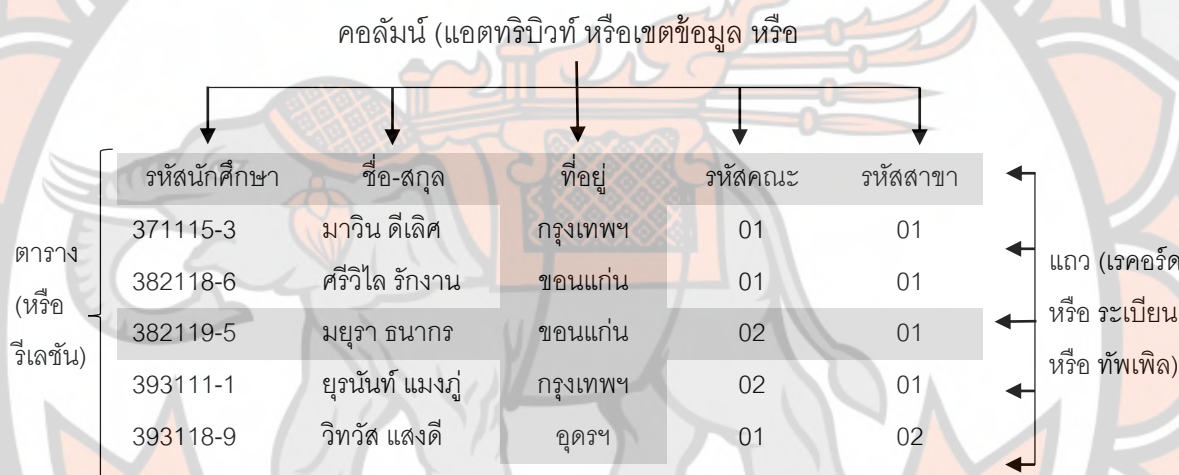 คอลัมน์ (แอตทริบิวท์ หรือเขตข้อมูล หรือ
รหัสนักศึกษา ชื่อ-สกุล ที่อยู่ รหัสคณะ รหัสสาขา
371115-3 มาวิน ดีเลิศ กรุงเทพฯ 01 01
382118-6 ศรีวิไล รักงาน ขอนแก่น 01 01
382119-5 มยุรา ธนากร ขอนแก่น 02 01
393111-1 ยุรนันท์ แมงภู่ กรุงเทพฯ 02 01
393118-9 วิทวัส แสงดี อุดรฯ 01 02
ตาราง
(หรือ
รีเลชัน)
แถว (เรคอร์ด
หรือ ระเบียน
หรือ ทัพเพิล)